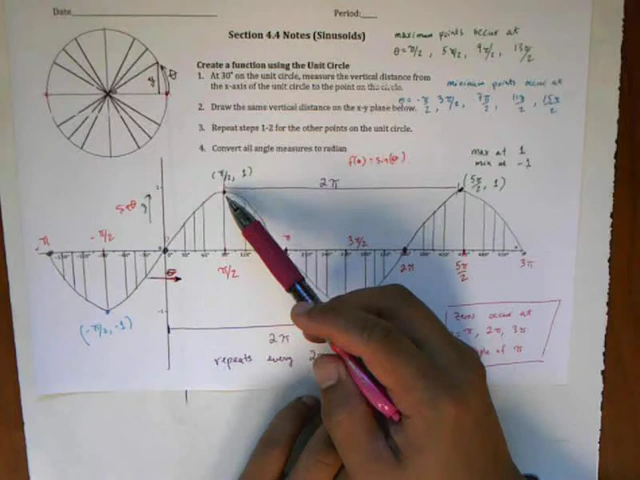 Date
Period:
Section 4.4 Notes (Sinusoids)
maximum points occur at
θ = π/2, 5π/2, 9π/2, 13π/2
Create a function using the Unit Circle
1. At 30° on the unit circle, measure the vertical distance from
the x-axis of the unit circle to the point on the circle.
minimum points occur at
-π/2, 3π/2, 7π/2, 11π/2, 15π/2
2. Draw the same vertical distance on the x-y plane below.
3. Repeat steps 1-2 for the other points on the unit circle.
4. Convert all angle measures to radian
f(θ) = sin(θ)
max at 1
min at -1
(π/2, 1)
2π
(5π/2, 1)
-π
-π/2
π/2
π
3π/2
2π
5π/2
3π
θ
(-π/2, -1)
-1
2π
repeats every
Zeros occur at
π, 2π, 3π
of π